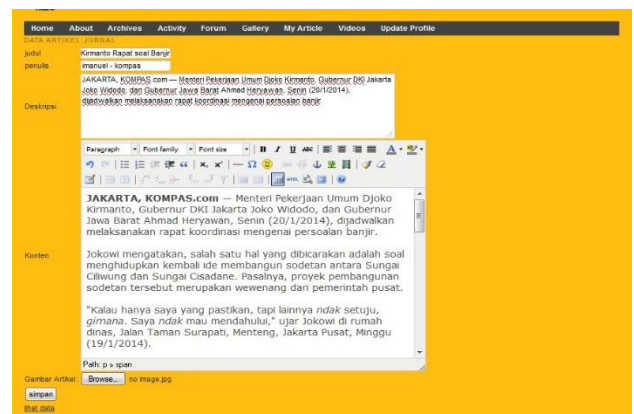 Home About Archives Activity Forum Gallery My Article Videos Update Profile
DATA ARTIKEL JURNAL
judul Kirmanto Rapat soal Banjir
penulis imanuel - kompas
JAKARTA, KOMPAS.com — Menteri Pekerjaan Umum Djoko Kirmanto, Gubernur DKI Jakarta
Joko Widodo, dan Gubernur Jawa Barat Ahmad Heryawan, Senin (20/1/2014),
dijadwalkan melaksanakan rapat koordinasi mengenai persoalan banjir.
Deskripsi
Paragraph Font family Font size B I U ABC
HTML
JAKARTA, KOMPAS.com — Menteri Pekerjaan Umum Djoko
Kirmanto, Gubernur DKI Jakarta Joko Widodo, dan Gubernur
Jawa Barat Ahmad Heryawan, Senin (20/1/2014), dijadwalkan
melaksanakan rapat koordinasi mengenai persoalan banjir.
Konten
Jokowi mengatakan, salah satu hal yang dibicarakan adalah soal
menghidupkan kembali ide membangun sodetan antara Sungai
Ciliwung dan Sungai Cisadane. Pasalnya, proyek pembangunan
sodetan tersebut merupakan wewenang dari pemerintah pusat.
"Kalau hanya saya yang pastikan, tapi lainnya ndak setuju,
gimana. Saya ndak mau mendahului," ujar Jokowi di rumah
dinas, Jalan Taman Surapati, Menteng, Jakarta Pusat, Minggu
(19/1/2014).
Path: p » span
Gambar Artikel: Browse... no image.jpg
simpan
lihat data